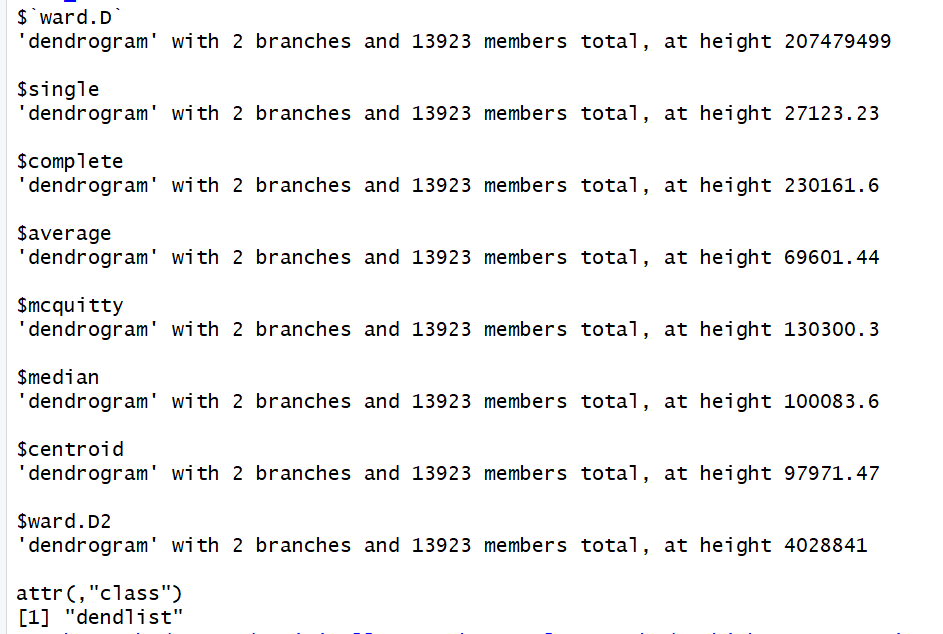 $`ward.D`
'dendrogram' with 2 branches and 13923 members total, at height 207479499
$single
'dendrogram' with 2 branches and 13923 members total, at height 27123.23
$complete
'dendrogram' with 2 branches and 13923 members total, at height 230161.6
$average
'dendrogram' with 2 branches and 13923 members total, at height 69601.44
$mcquitty
'dendrogram' with 2 branches and 13923 members total, at height 130300.3
$median
'dendrogram' with 2 branches and 13923 members total, at height 100083.6
$centroid
'dendrogram' with 2 branches and 13923 members total, at height 97971.47
$ward.D2
'dendrogram' with 2 branches and 13923 members total, at height 4028841
attr(,"class")
[1] "dendlist"